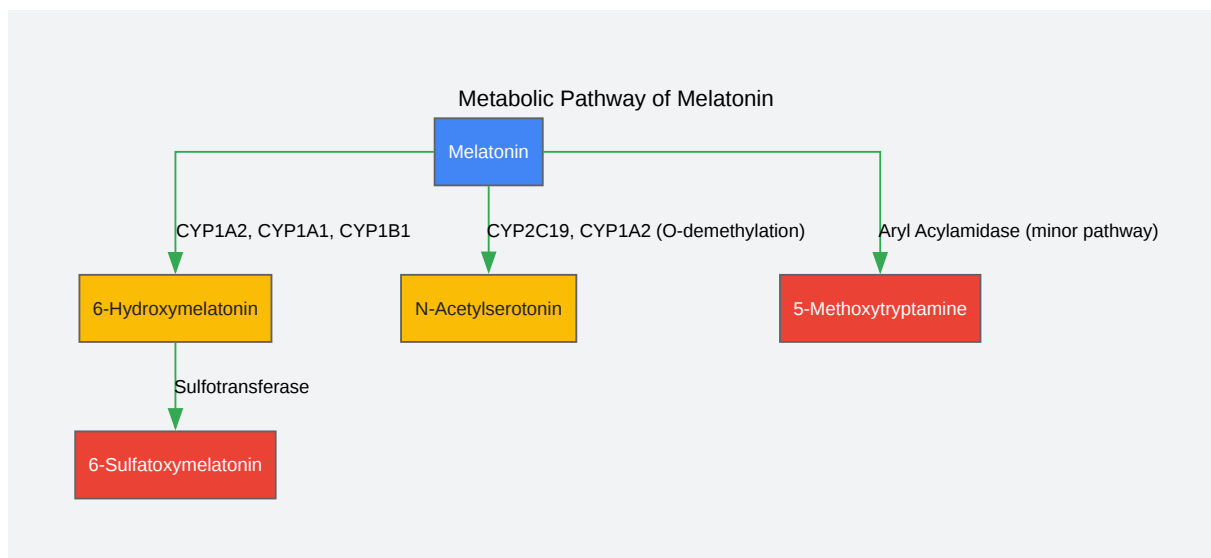 Metabolic Pathway of Melatonin
Melatonin
CYP1A2, CYP1A1, CYP1B1
CYP2C19, CYP1A2 (O-demethylation)
Aryl Acylamidase (minor pathway)
6-Hydroxymelatonin
N-Acetylserotonin
5-Methoxytryptamine
Sulfotransferase
6-Sulfatoxymelatonin